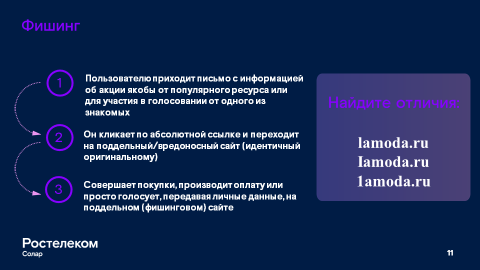 Фишинг
1
Пользователю приходит письмо с информацией
об акции якобы от популярного ресурса или
для участия в голосовании от одного из
знакомых
2
Он кликает по абсолютной ссылке и переходит
на поддельный/вредоносный сайт (идентичный
оригинальному)
3
Совершает покупки, производит оплату или
просто голосует, передавая личные данные, на
поддельном (фишинговом) сайте
Найдите отличия:
lamoda.ru
Iamoda.ru
1amoda.ru
Ростелеком
Солар
11